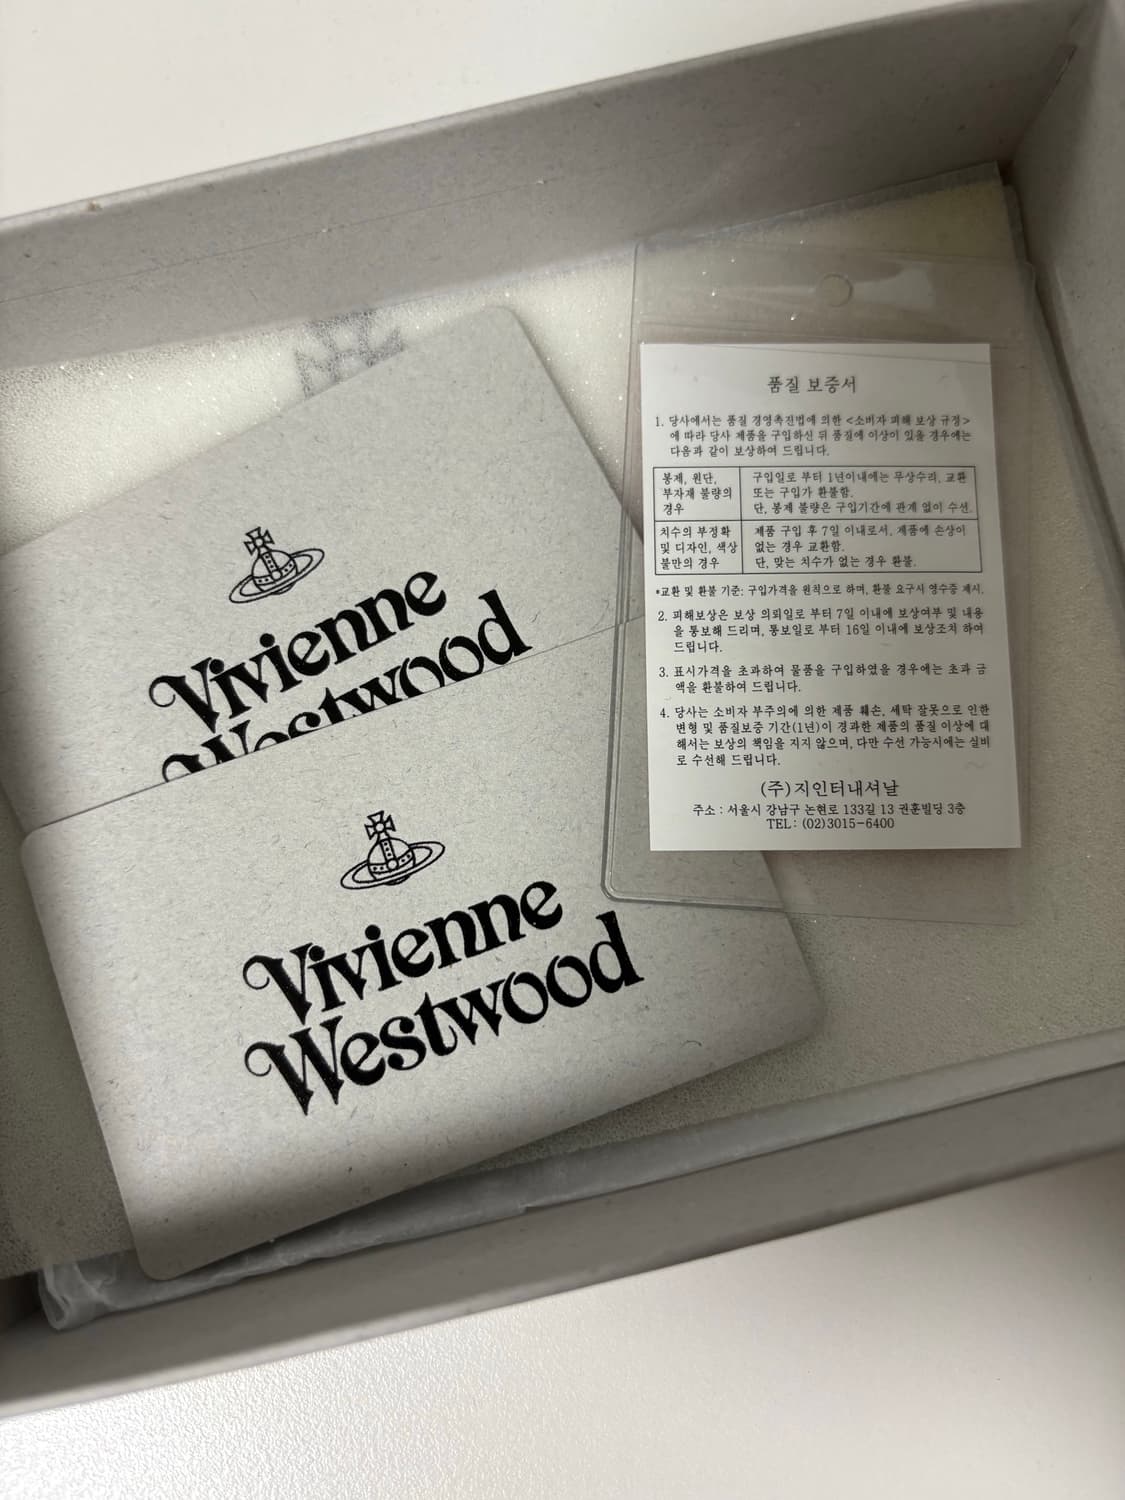 Vivienne
Westwood
Vivienne
Westwood
품질 보증서
1. 당사에서는 품질 경영촉진법에 의한 <소비자 피해 보상 규정>
에 따라 당사 제품을 구입하신 뒤 품질에 이상이 있을 경우에는
다음과 같이 보상하여 드립니다.
봉제, 원단,
부자재 불량의
경우
구입일로 부터 1년이내에는 무상수리, 교환
또는 구입가 환불함.
단, 봉제 불량은 구입기간에 관계 없이 수선.
치수의 부정확
및 디자인, 색상
불만의 경우
제품 구입 후 7일 이내로서, 제품에 손상이
없는 경우 교환함.
단, 맞는 치수가 없는 경우 환불.
*교환 및 환불 기준: 구입가격을 원칙으로 하며, 환불 요구시 영수증 제시.
2. 피해보상은 보상 의뢰일로 부터 7일 이내에 보상여부 및 내용
을 통보해 드리며, 통보일로 부터 16일 이내에 보상조치 하여
드립니다.
3. 표시가격을 초과하여 물품을 구입하였을 경우에는 초과 금
액을 환불하여 드립니다.
4. 당사는 소비자 부주의에 의한 제품 훼손, 세탁 잘못으로 인한
변형 및 품질보증 기간(1년)이 경과한 제품의 품질 이상에 대
해서는 보상의 책임을 지지 않으며, 다만 수선 가능시에는 실비
로 수선해 드립니다.
(주)지인터내셔날
주소 : 서울시 강남구 논현로 133길 13 권훈빌딩 3층
TEL : (02)3015-6400